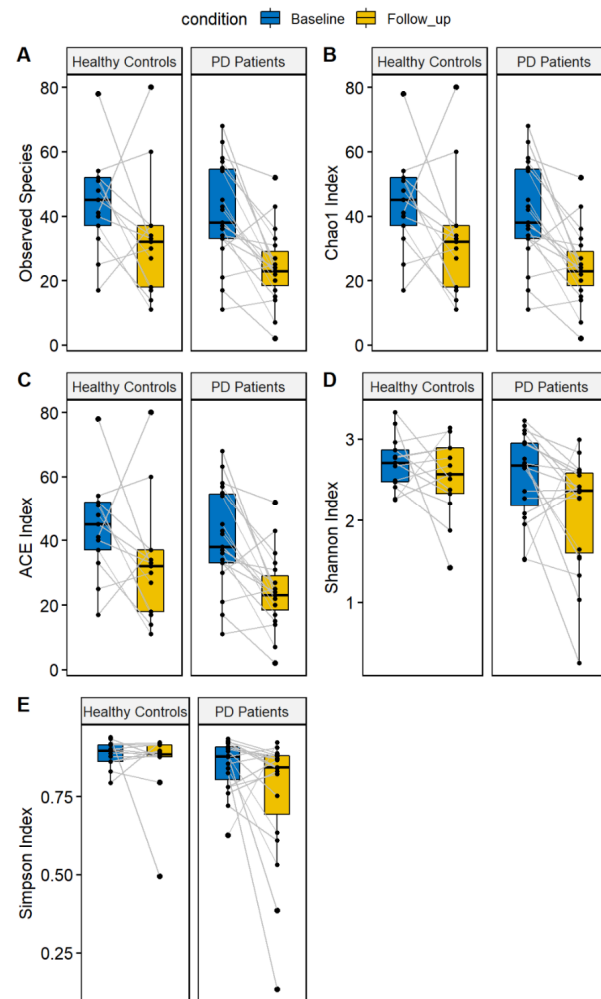 condition Baseline Follow_up
A
Healthy Controls PD Patients
Observed Species
80
60
40
20
0
B
Healthy Controls PD Patients
Chao1 Index
80
60
40
20
0
C
Healthy Controls PD Patients
ACE Index
80
60
40
20
0
D
Healthy Controls PD Patients
Shannon Index
3
2
1
E
Healthy Controls PD Patients
Simpson Index
0.75
0.50
0.25